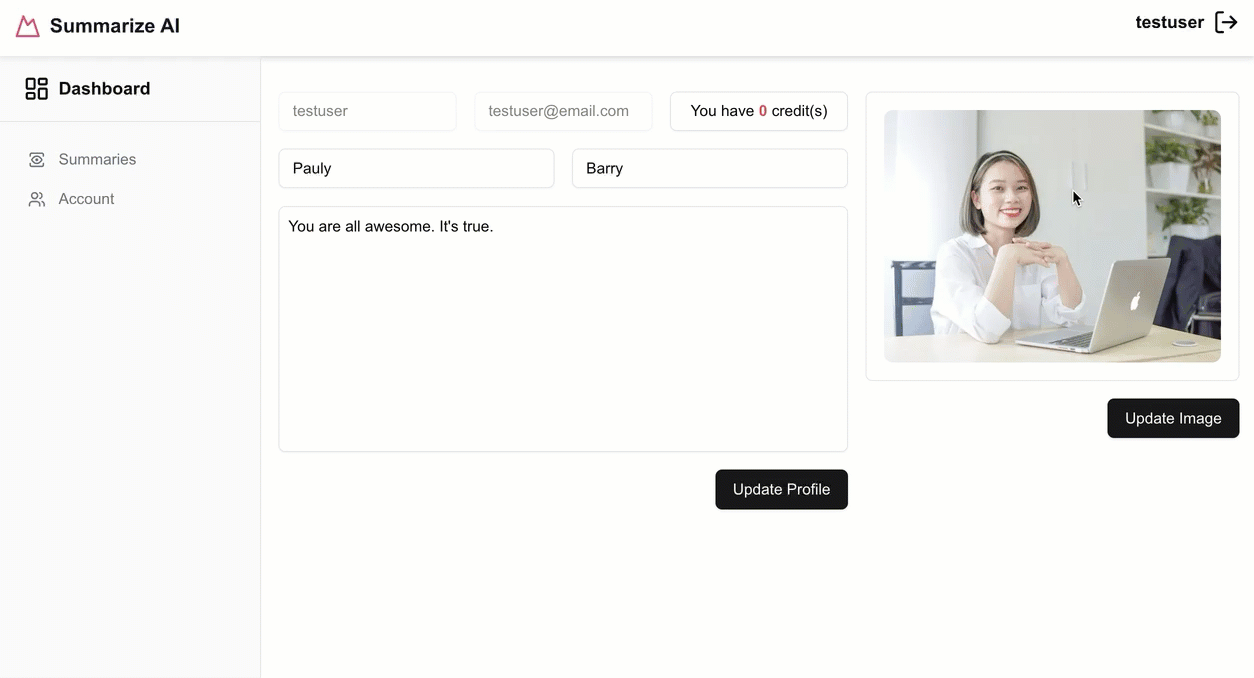 Summarize AI
testuser
Dashboard
Summaries
Account
testuser
testuser@email.com
You have 0 credit(s)
Pauly
Barry
You are all awesome. It's true.
Update Profile
Update Image